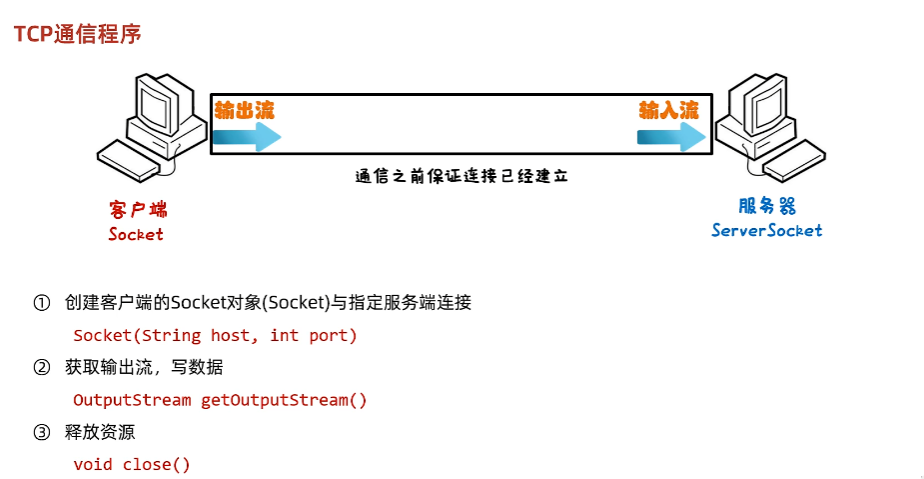 TCP通信程序
输出流
输入流
通信之前保证连接已经建立
客户端
Socket
服务器
ServerSocket
① 创建客户端的Socket对象(Socket)与指定服务端连接
Socket(String host, int port)
② 获取输出流，写数据
OutputStream getOutputStream()
③ 释放资源
void close()